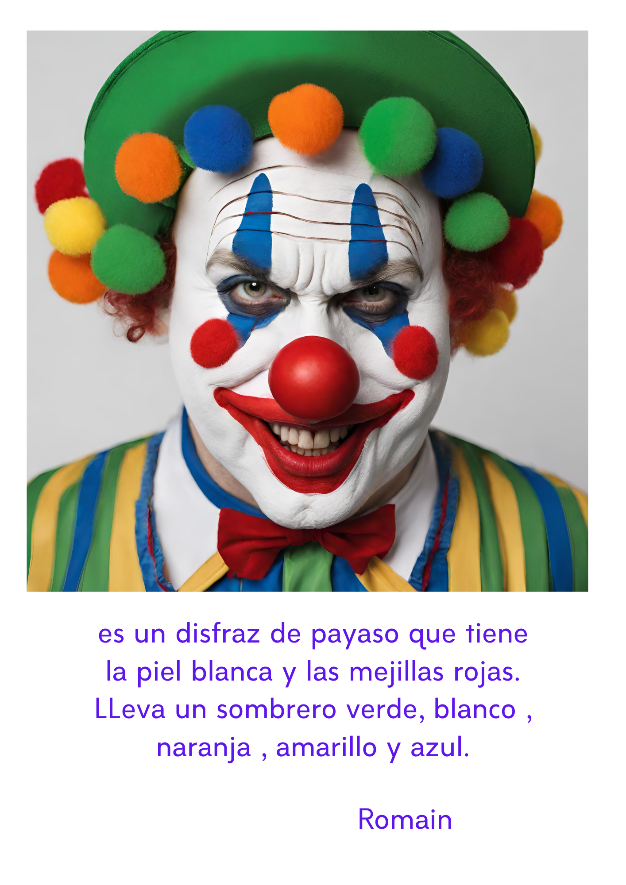 es un disfraz de payaso que tiene
la piel blanca y las mejillas rojas.
LLeva un sombrero verde, blanco ,
naranja , amarillo y azul.
Romain